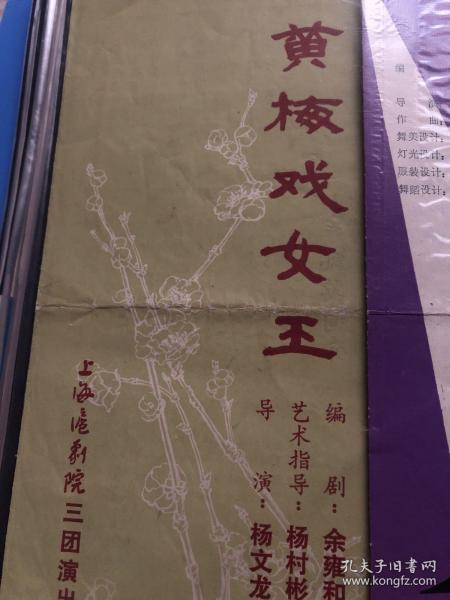 黄梅戏女王
编剧：余雍和
艺术指导：杨村彬
导演：杨文龙
上海沪剧院三团演出
编
导
作曲：
舞美设计：
灯光设计：
服装设计：
舞蹈设计：
孔夫子旧书网
www.kongfz.com